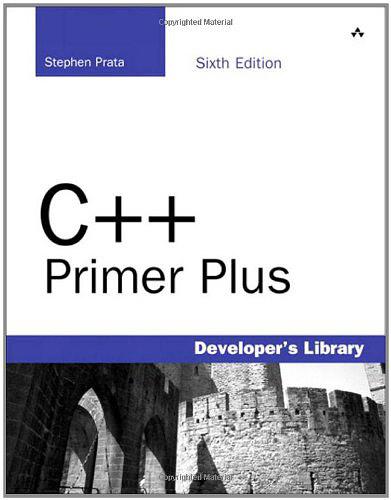 Copyrighted Material
Stephen Prata
Sixth Edition
C++
Primer Plus
Developer's Library
Copyrighted Material